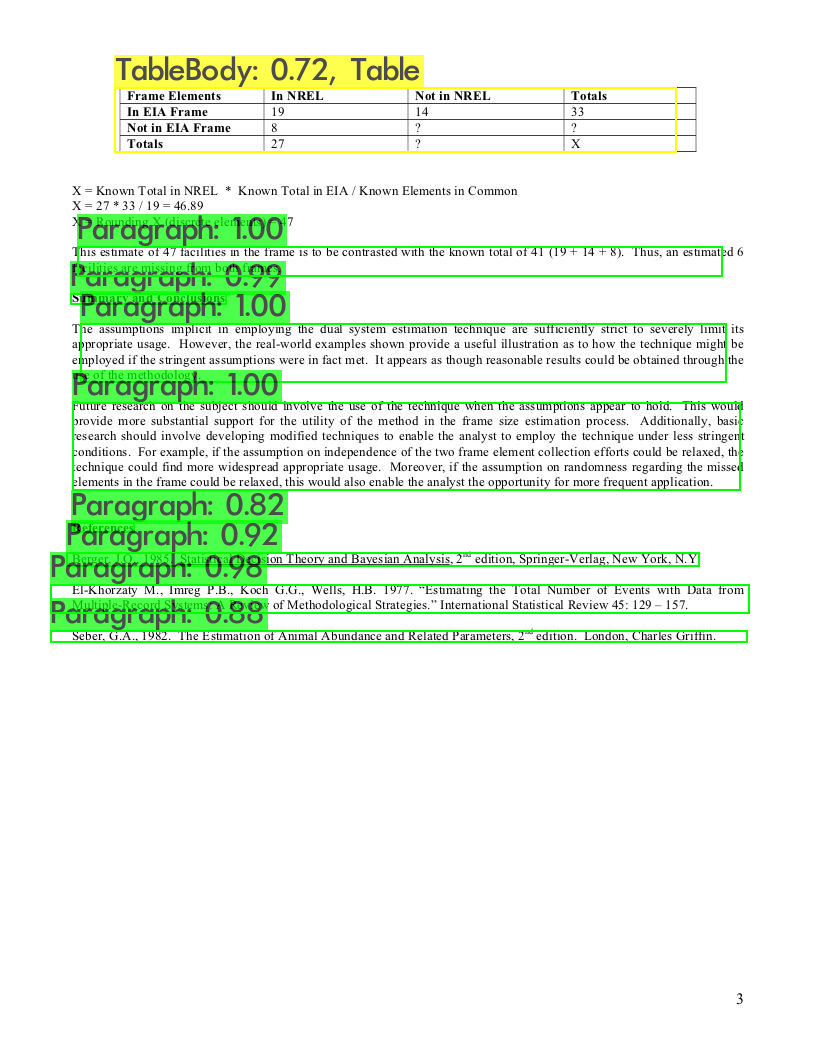 TableBody: 0.72, Table
Frame Elements In NREL Not in NREL Totals
In EIA Frame 19 14 33
Not in EIA Frame 8 ? ?
Totals 27 ? X
X = Known Total in NREL * Known Total in EIA / Known Elements in Common
X = 27 * 33 / 19 = 46.89
X = Rounding X (discrete elements) = 47
Paragraph: 1.00
This estimate of 47 facilities in the frame is to be contrasted with the known total of 41 (19 + 14 + 8). Thus, an estimated 6
facilities are missing from both frames.
Paragraph: 0.99
Summary and Conclusions
Paragraph: 1.00
The assumptions implicit in employing the dual system estimation technique are sufficiently strict to severely limit its
appropriate usage. However, the real-world examples shown provide a useful illustration as to how the technique might be
employed if the stringent assumptions were in fact met. It appears as though reasonable results could be obtained through the
use of the methodology.
Paragraph: 1.00
Future research on the subject should involve the use of the technique when the assumptions appear to hold. This would
provide more substantial support for the utility of the method in the frame size estimation process. Additionally, basic
research should involve developing modified techniques to enable the analyst to employ the technique under less stringent
conditions. For example, if the assumption on independence of the two frame element collection efforts could be relaxed, the
technique could find more widespread appropriate usage. Moreover, if the assumption on randomness regarding the missed
elements in the frame could be relaxed, this would also enable the analyst the opportunity for more frequent application.
Paragraph: 0.82
References
Paragraph: 0.92
Berger, J.O., 1985. Statistical Decision Theory and Bayesian Analysis, 2nd edition, Springer-Verlag, New York, N.Y
Paragraph: 0.98
El-Khorzaty M., Imreg P.B., Koch G.G., Wells, H.B. 1977. “Estimating the Total Number of Events with Data from
Multiple-Record Systems: A Review of Methodological Strategies.” International Statistical Review 45: 129 – 157.
Paragraph: 0.88
Seber, G.A., 1982. The Estimation of Animal Abundance and Related Parameters, 2nd edition. London, Charles Griffin.
3